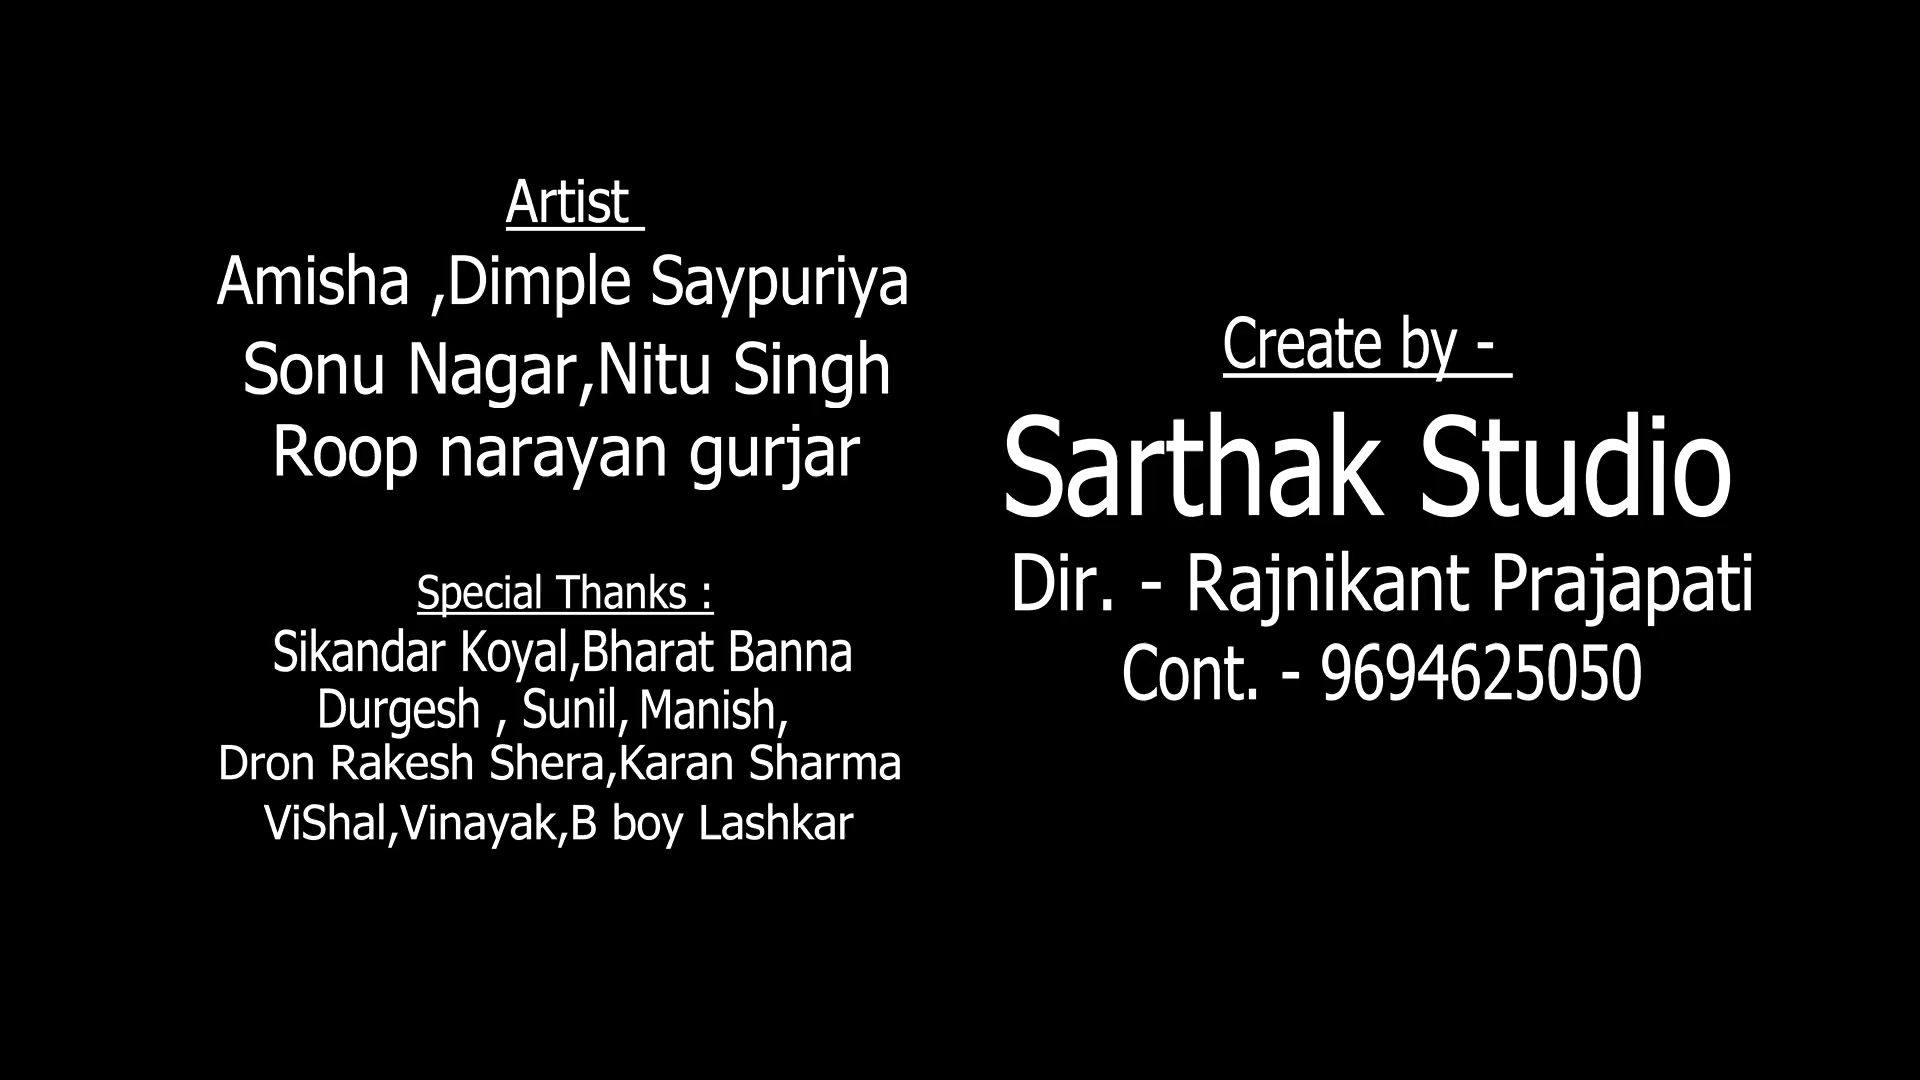 Artist
Amisha ,Dimple Saypuriya
Sonu Nagar,Nitu Singh
Roop narayan gurjar
Special Thanks :
Sikandar Koyal,Bharat Banna
Durgesh , Sunil, Manish,
Dron Rakesh Shera,Karan Sharma
ViShal,Vinayak,B boy Lashkar
Create by -
Sarthak Studio
Dir. - Rajnikant Prajapati
Cont. - 9694625050